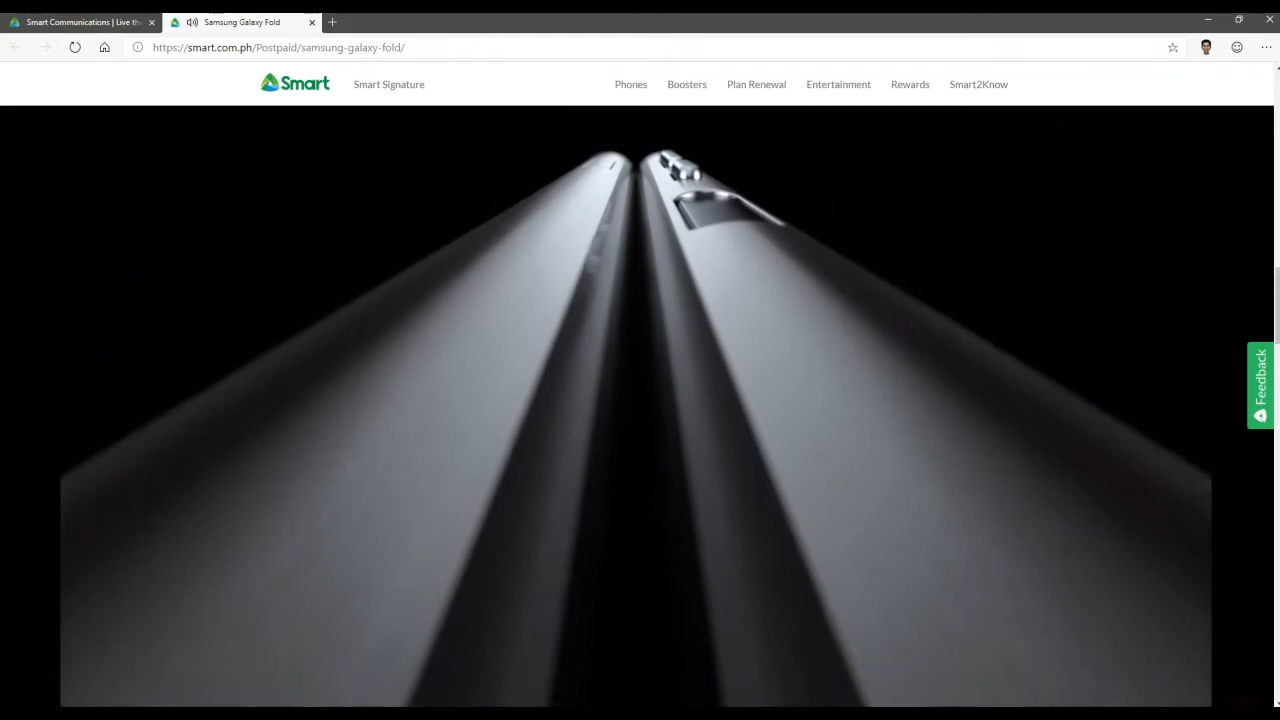 Smart Communications | Live th
Samsung Galaxy Fold
https://smart.com.ph/Postpaid/samsung-galaxy-fold/
Smart
Smart Signature
Phones
Boosters
Plan Renewal
Entertainment
Rewards
Smart2Know
Feedback